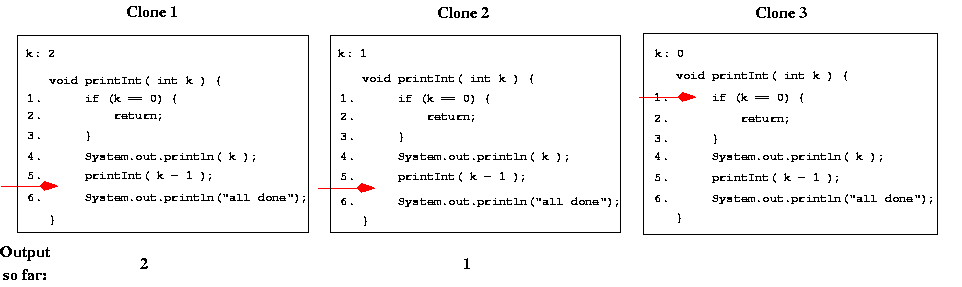 Clone 1
k: 2
void printInt( int k ) {
1. if (k == 0) {
2. return;
3. }
4. System.out.println( k );
5. printInt( k - 1 );
6. System.out.println("all done");
}
Clone 2
k: 1
void printInt( int k ) {
1. if (k == 0) {
2. return;
3. }
4. System.out.println( k );
5. printInt( k - 1 );
6. System.out.println("all done");
}
Clone 3
k: 0
void printInt( int k ) {
1. if (k == 0) {
2. return;
3. }
4. System.out.println( k );
5. printInt( k - 1 );
6. System.out.println("all done");
}
Output
so far:
2
1